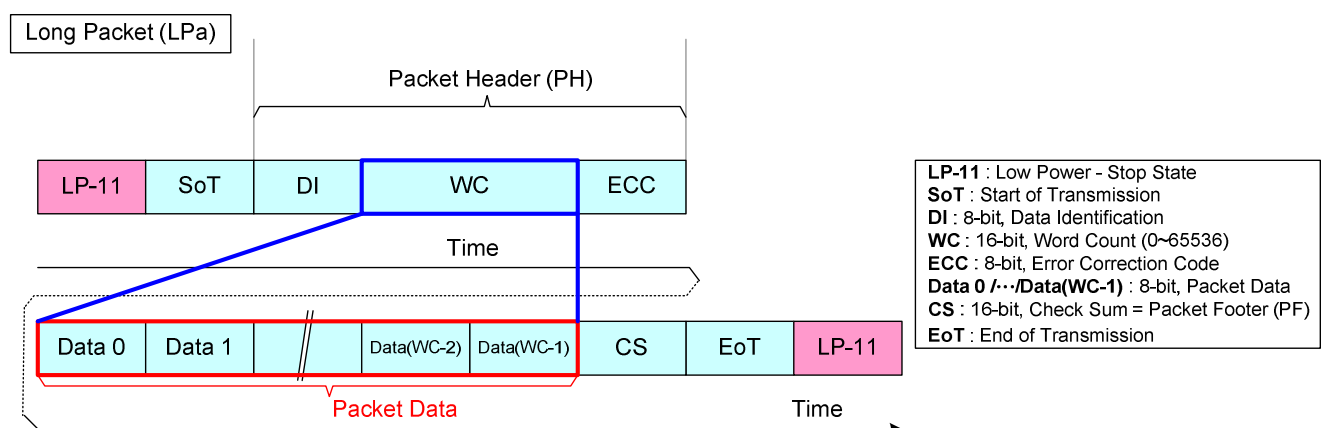 Long Packet (LPa)
Packet Header (PH)
LP-11 SoT DI WC ECC
Time
Data 0 Data 1 Data(WC-2) Data(WC-1) CS EoT LP-11
Packet Data
Time
LP-11 : Low Power - Stop State
SoT : Start of Transmission
DI : 8-bit, Data Identification
WC : 16-bit, Word Count (0~65536)
ECC : 8-bit, Error Correction Code
Data 0 /···/Data(WC-1) : 8-bit, Packet Data
CS : 16-bit, Check Sum = Packet Footer (PF)
EoT : End of Transmission